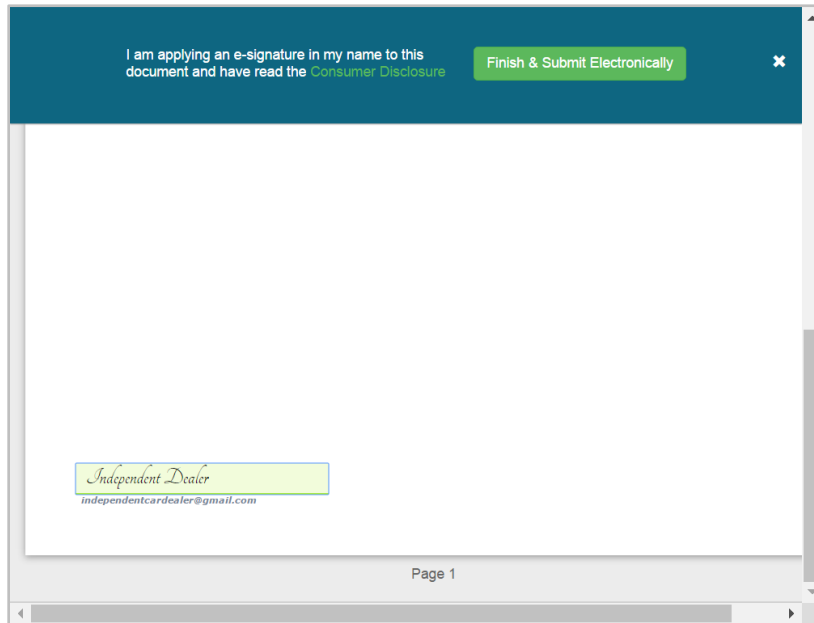 I am applying an e-signature in my name to this
document and have read the Consumer Disclosure
Finish & Submit Electronically
Independent Dealer
independentcardealer@gmail.com
Page 1